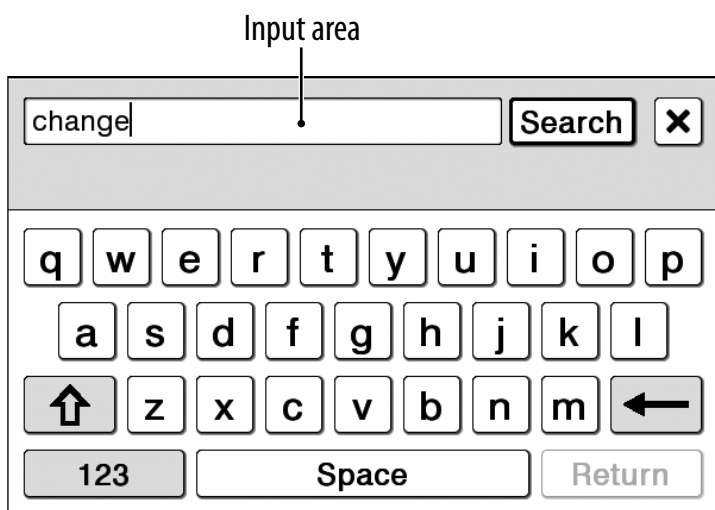 Input area
change Search
q w e r t y u i o p
a s d f g h j k l
z x c v b n m
123 Space Return